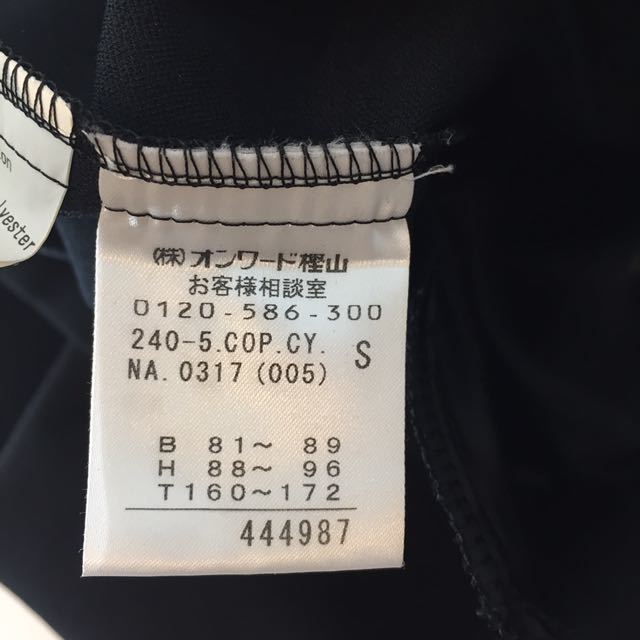 (株)オンワード樫山
お客様相談室
0120-586-300
240-5.COP.CY. S
NA. 0317 (005)
B 81～ 89
H 88～ 96
T160～172
444987